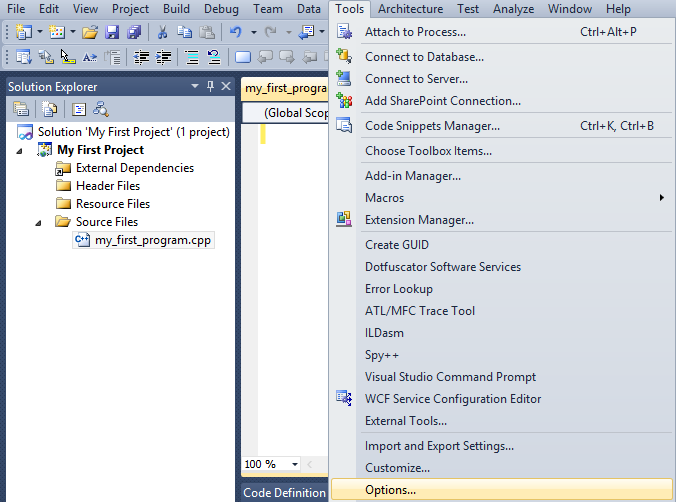 File Edit View Project Build Debug Team Data Tools Architecture Test Analyze Window Help
Solution Explorer
Solution 'My First Project' (1 project)
My First Project
External Dependencies
Header Files
Resource Files
Source Files
C++ my_first_program.cpp
my_first_progra
(Global Scop
100 %
Code Definition
Attach to Process... Ctrl+Alt+P
Connect to Database...
Connect to Server...
Add SharePoint Connection...
Code Snippets Manager... Ctrl+K, Ctrl+B
Choose Toolbox Items...
Add-in Manager...
Macros
Extension Manager...
Create GUID
Dotfuscator Software Services
Error Lookup
ATL/MFC Trace Tool
ILDasm
Spy++
Visual Studio Command Prompt
WCF Service Configuration Editor
External Tools...
Import and Export Settings...
Customize...
Options...